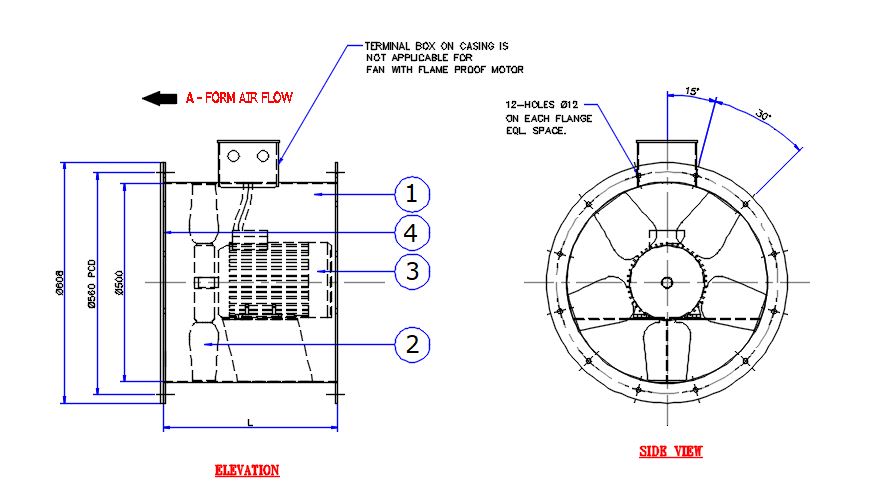 TERMINAL BOX ON CASING IS
NOT APPLICABLE FOR
FAN WITH FLAME PROOF MOTOR
A - FORM AIR FLOW
12-HOLES Ø12
ON EACH FLANGE
EQL. SPACE.
15°
30°
1
4
3
2
Ø608
Ø560 PCD
Ø500
L
ELEVATION
SIDE VIEW